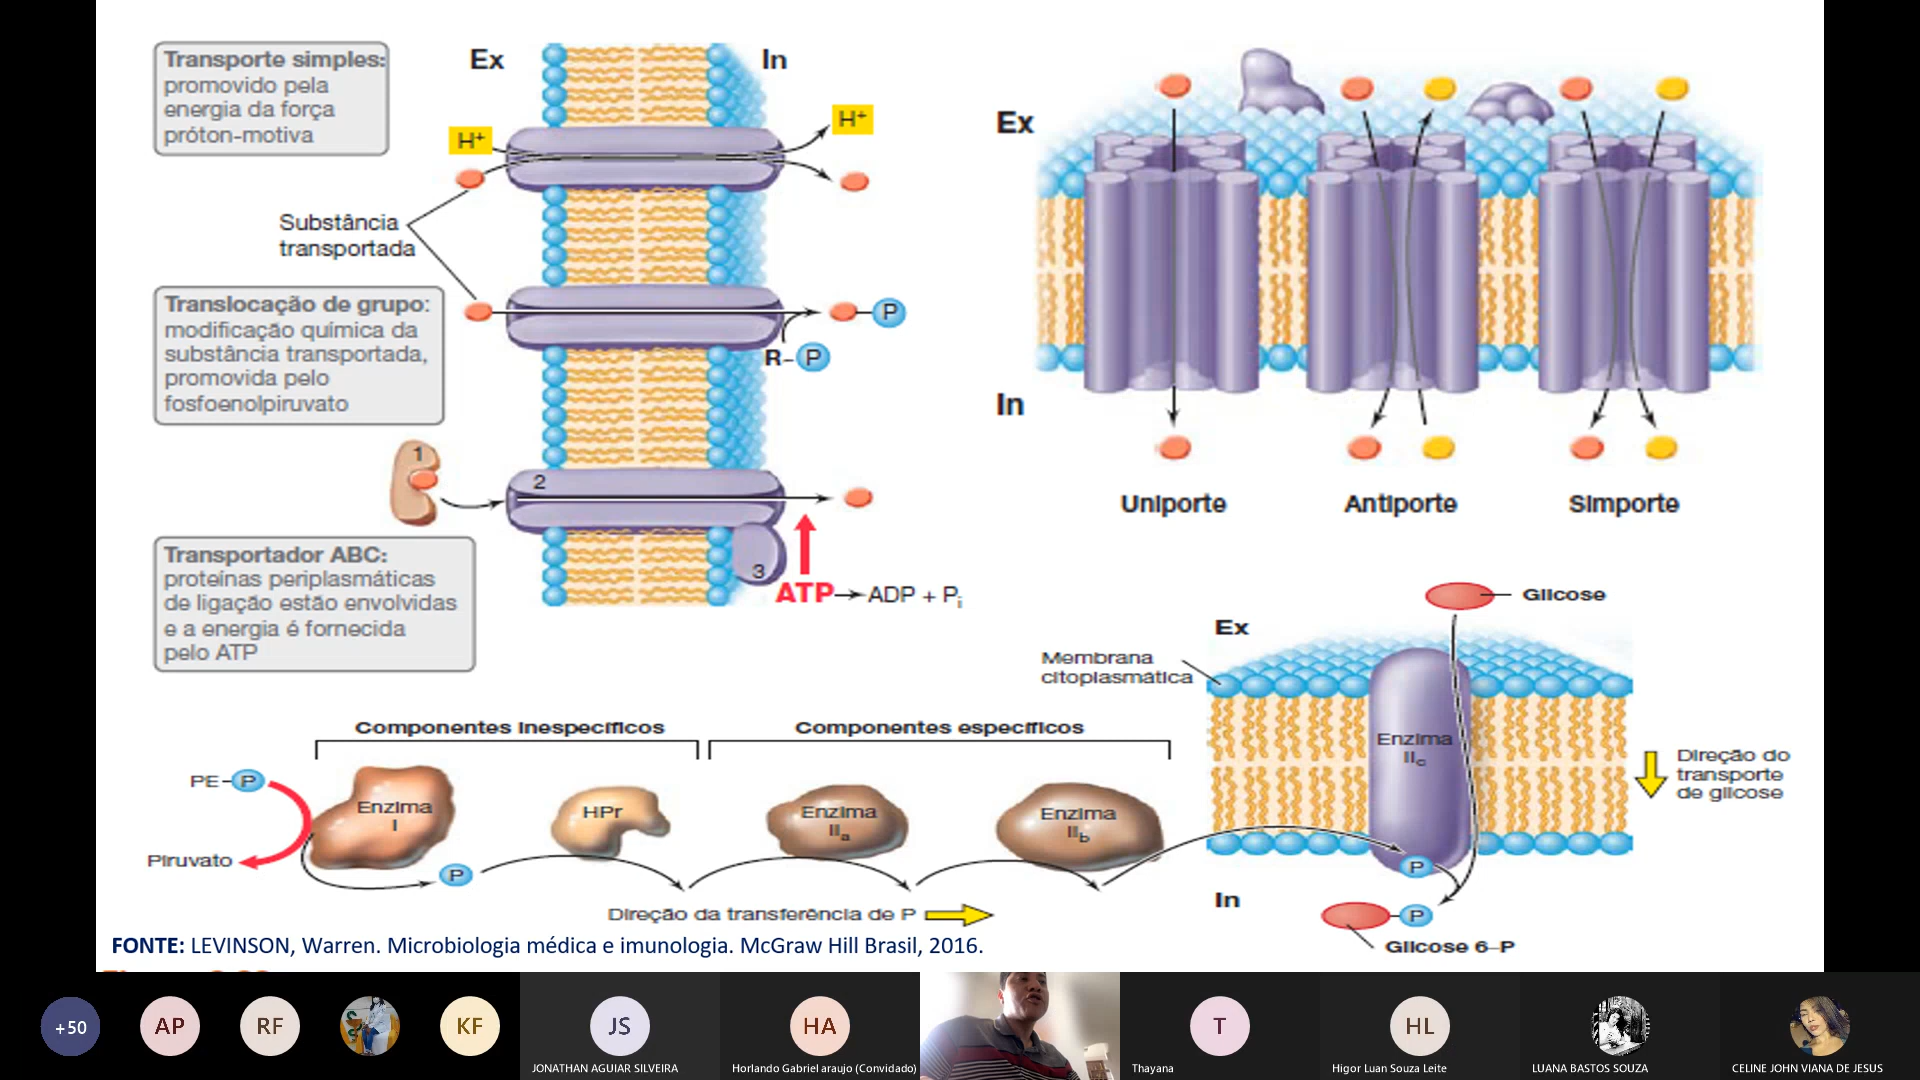 Transporte simples:
promovido pela
energia da força
próton-motiva
Ex
In
H⁺
H⁺
Substância
transportada
Translocação de grupo:
modificação química da
substância transportada,
promovida pelo
fosfoenolpiruvato
P
R–P
1
2
3
Transportador ABC:
proteínas periplasmáticas
de ligação estão envolvidas
e a energia é fornecida
pelo ATP
ATP→ADP + Pi
Ex
In
Uniporte
Antiporte
Simporte
Glicose
Ex
Membrana
citoplasmática
Enzima
IIc
Direção do
transporte
de glicose
P
In
P
Glicose 6–P
Componentes inespecíficos
Componentes específicos
PE–P
Enzima
I
HPr
Enzima
IIa
Enzima
IIb
Piruvato
P
Direção da transferência de P
FONTE: LEVINSON, Warren. Microbiologia médica e imunologia. McGraw Hill Brasil, 2016.
+50
AP
RF
KF
JS
HA
T
HL
JONATHAN AGUIAR SILVEIRA
Horlando Gabriel araujo (Convidado)
Thayana
Higor Luan Souza Leite
LUANA BASTOS SOUZA
CELINE JOHN VIANA DE JESUS